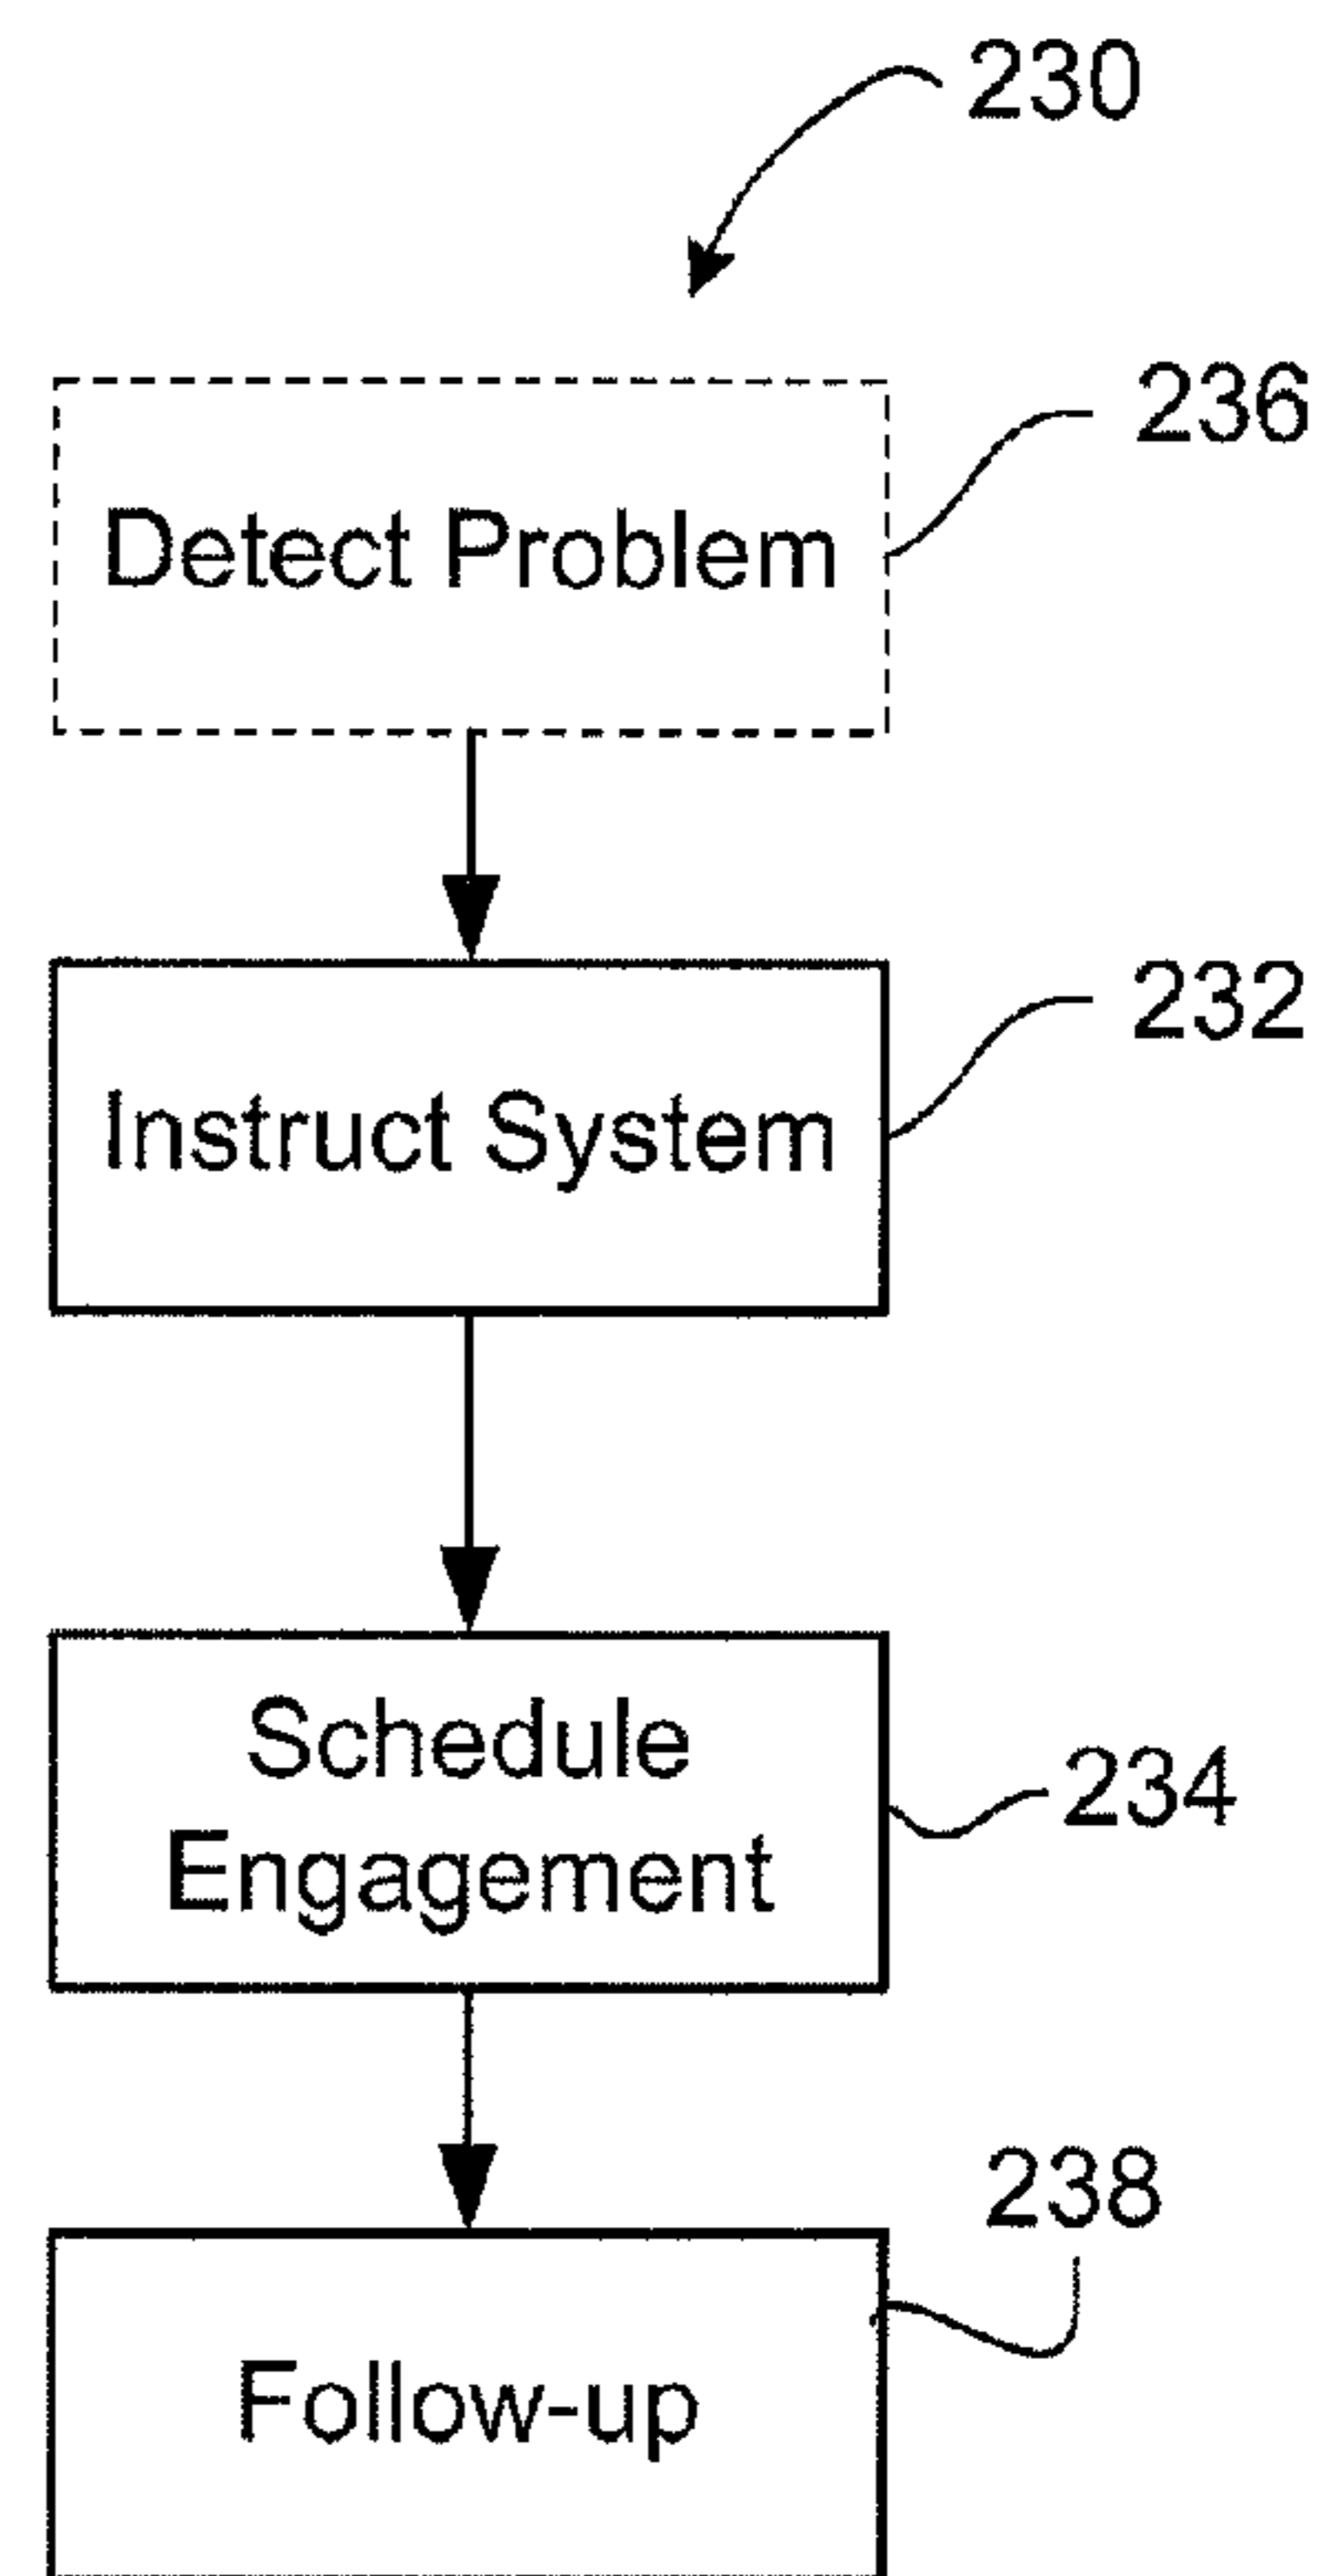 230
236
Detect Problem
232
Instruct System
Schedule
234
Engagement
238
Follow-up